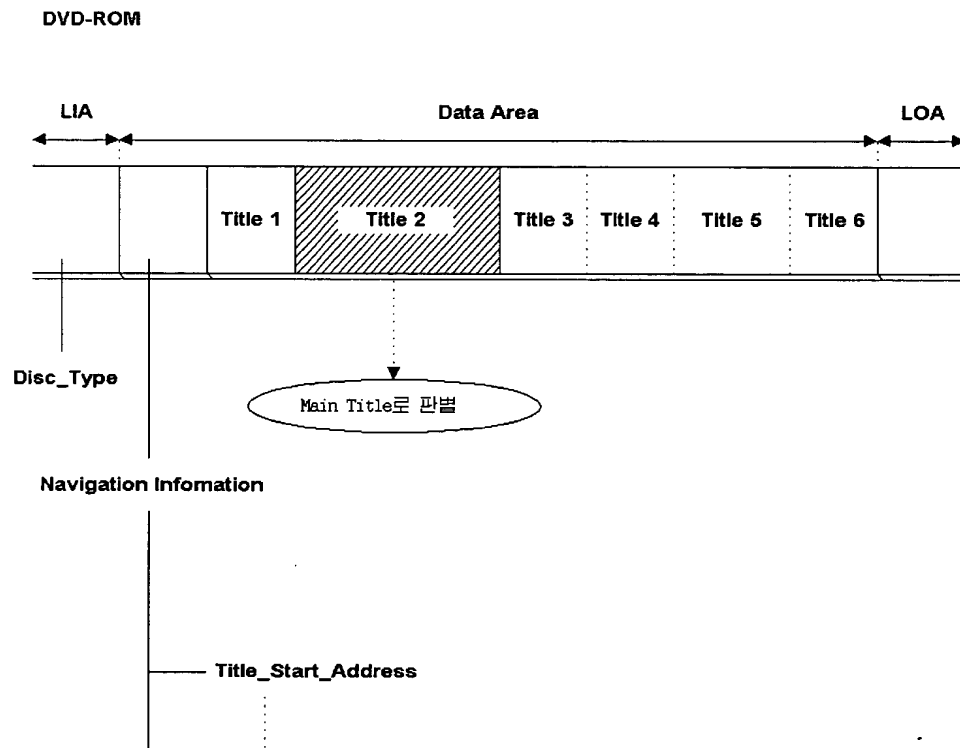 DVD-ROM
LIA
Data Area
LOA
Title 1
Title 2
Title 3
Title 4
Title 5
Title 6
Disc_Type
Main Title로 판별
Navigation Infomation
Title_Start_Address